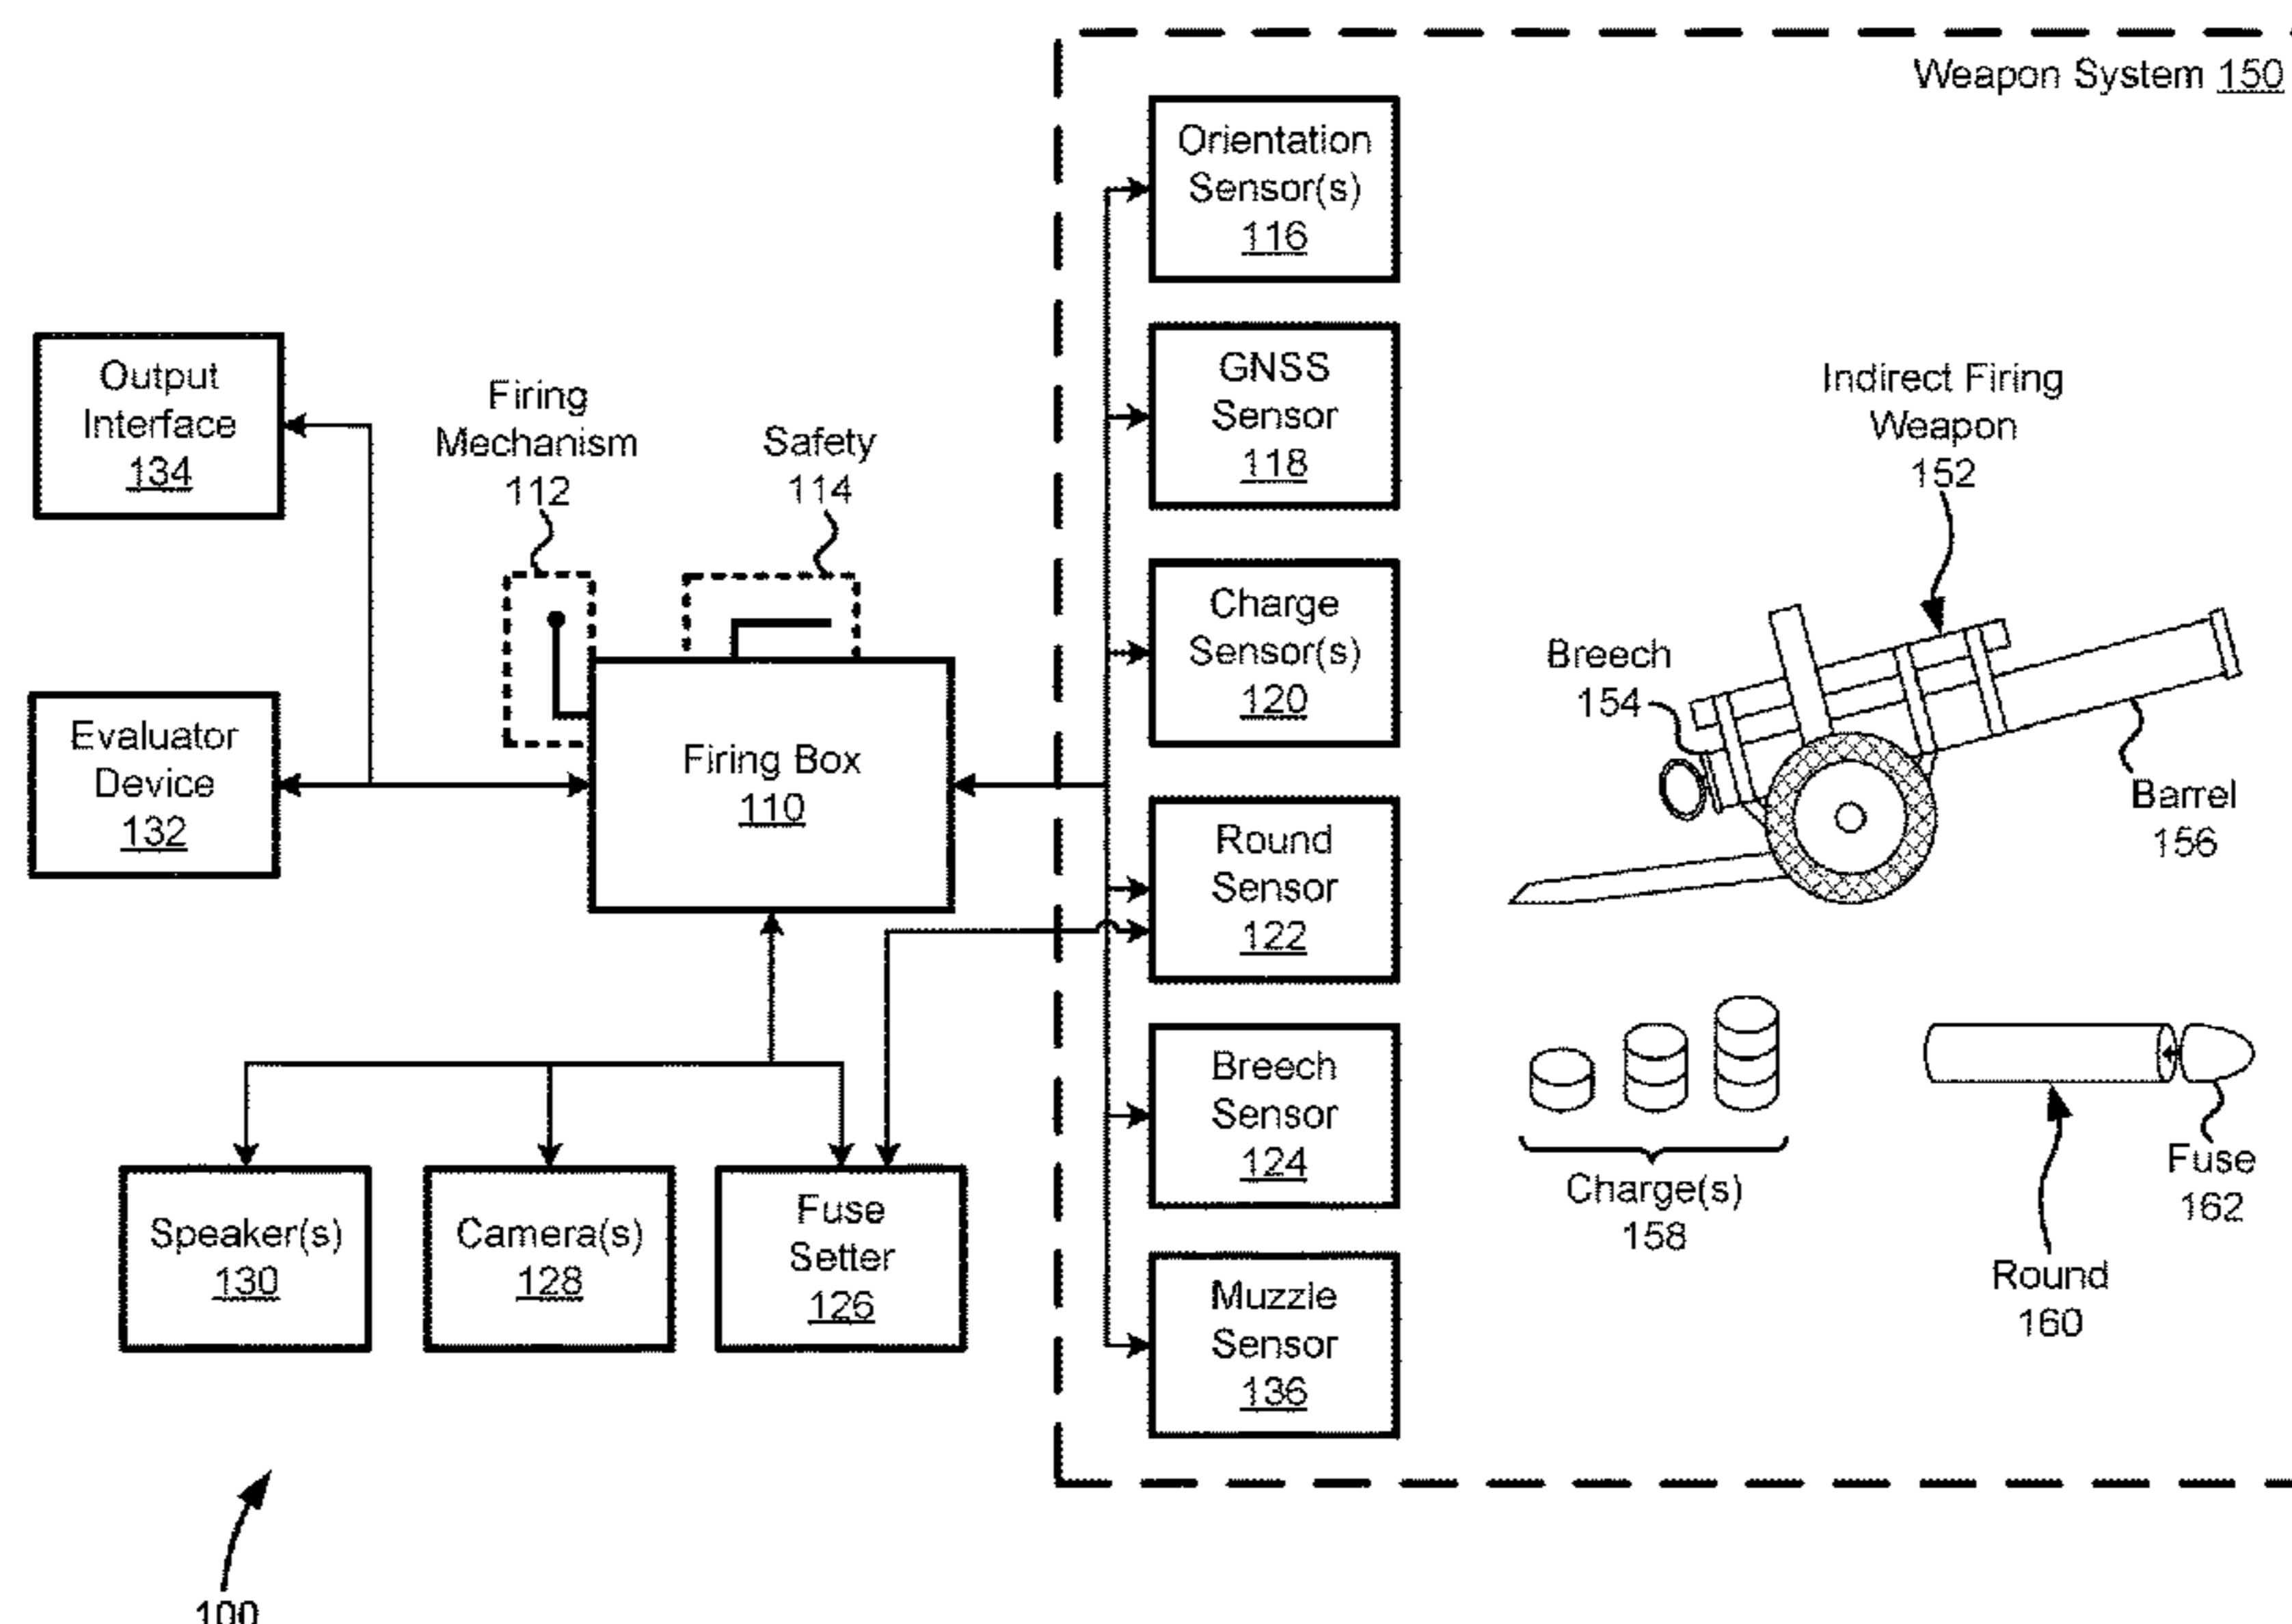 Weapon System 150
Orientation
Sensor(s)
116
GNSS
Sensor
118
Charge
Sensor(s)
120
Round
Sensor
122
Breech
Sensor
124
Muzzle
Sensor
136
Output
Interface
134
Firing
Mechanism
112
Safety
114
Evaluator
Device
132
Firing Box
110
Speaker(s)
130
Camera(s)
128
Fuse
Setter
126
Indirect Firing
Weapon
152
Breech
154
Barrel
156
Charge(s)
158
Round
160
Fuse
162
100